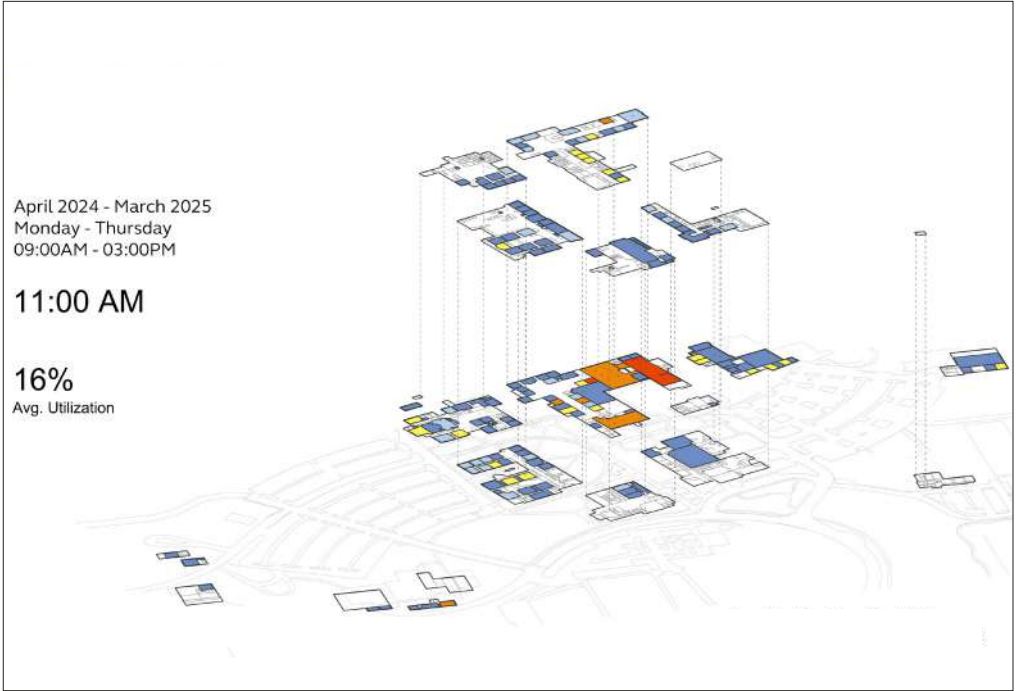 April 2024 - March 2025
Monday - Thursday
09:00AM - 03:00PM
11:00 AM
16%
Avg. Utilization